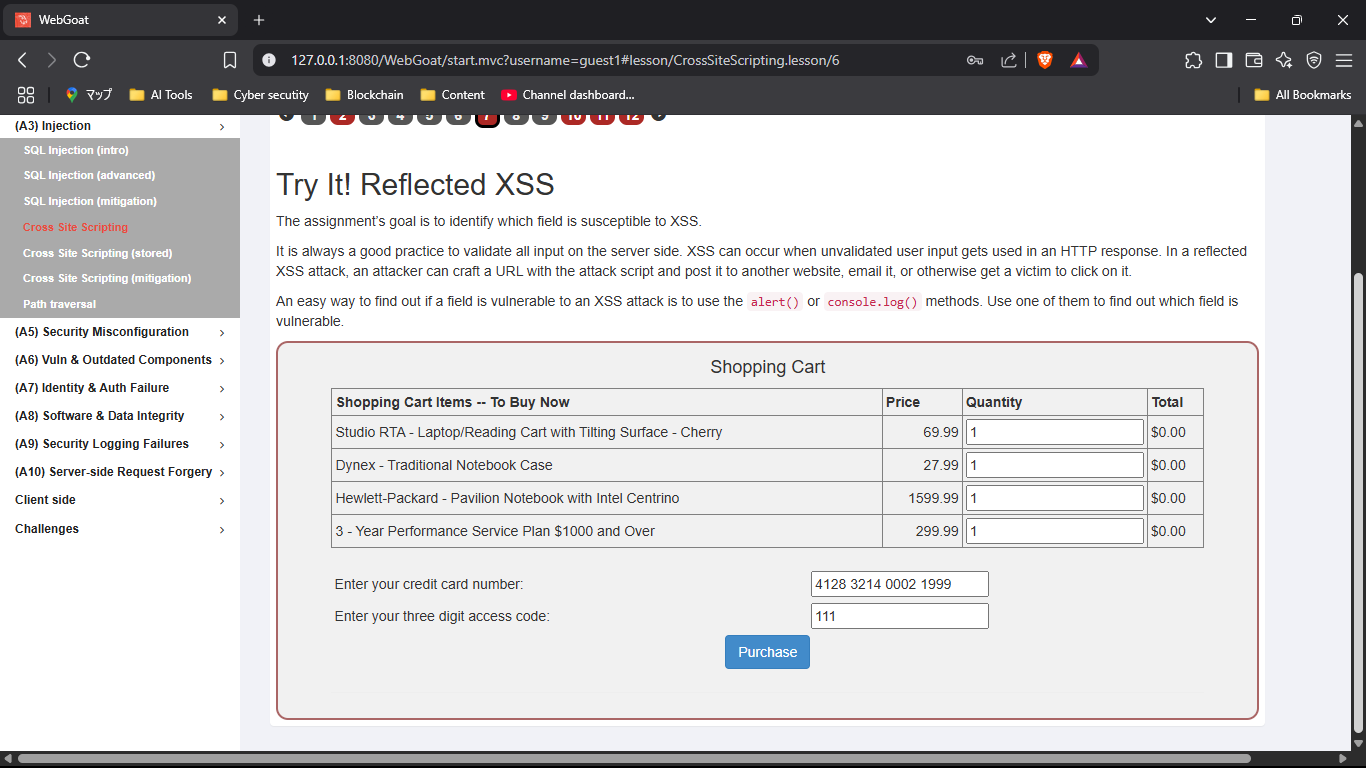 WebGoat
127.0.0.1:8080/WebGoat/start.mvc?username=guest1#lesson/CrossSiteScripting.lesson/6
マップ AI Tools Cyber secutity Blockchain Content Channel dashboard... All Bookmarks
(A3) Injection
SQL Injection (intro)
SQL Injection (advanced)
SQL Injection (mitigation)
Cross Site Scripting
Cross Site Scripting (stored)
Cross Site Scripting (mitigation)
Path traversal
(A5) Security Misconfiguration
(A6) Vuln & Outdated Components
(A7) Identity & Auth Failure
(A8) Software & Data Integrity
(A9) Security Logging Failures
(A10) Server-side Request Forgery
Client side
Challenges
1 2 3 4 5 6 7 8 9 10 11 12
Try It! Reflected XSS
The assignment's goal is to identify which field is susceptible to XSS.
It is always a good practice to validate all input on the server side. XSS can occur when unvalidated user input gets used in an HTTP response. In a reflected
XSS attack, an attacker can craft a URL with the attack script and post it to another website, email it, or otherwise get a victim to click on it.
An easy way to find out if a field is vulnerable to an XSS attack is to use the alert() or console.log() methods. Use one of them to find out which field is
vulnerable.
Shopping Cart
Shopping Cart Items -- To Buy Now Price Quantity Total
Studio RTA - Laptop/Reading Cart with Tilting Surface - Cherry 69.99 1 $0.00
Dynex - Traditional Notebook Case 27.99 1 $0.00
Hewlett-Packard - Pavilion Notebook with Intel Centrino 1599.99 1 $0.00
3 - Year Performance Service Plan $1000 and Over 299.99 1 $0.00
Enter your credit card number: 4128 3214 0002 1999
Enter your three digit access code: 111
Purchase